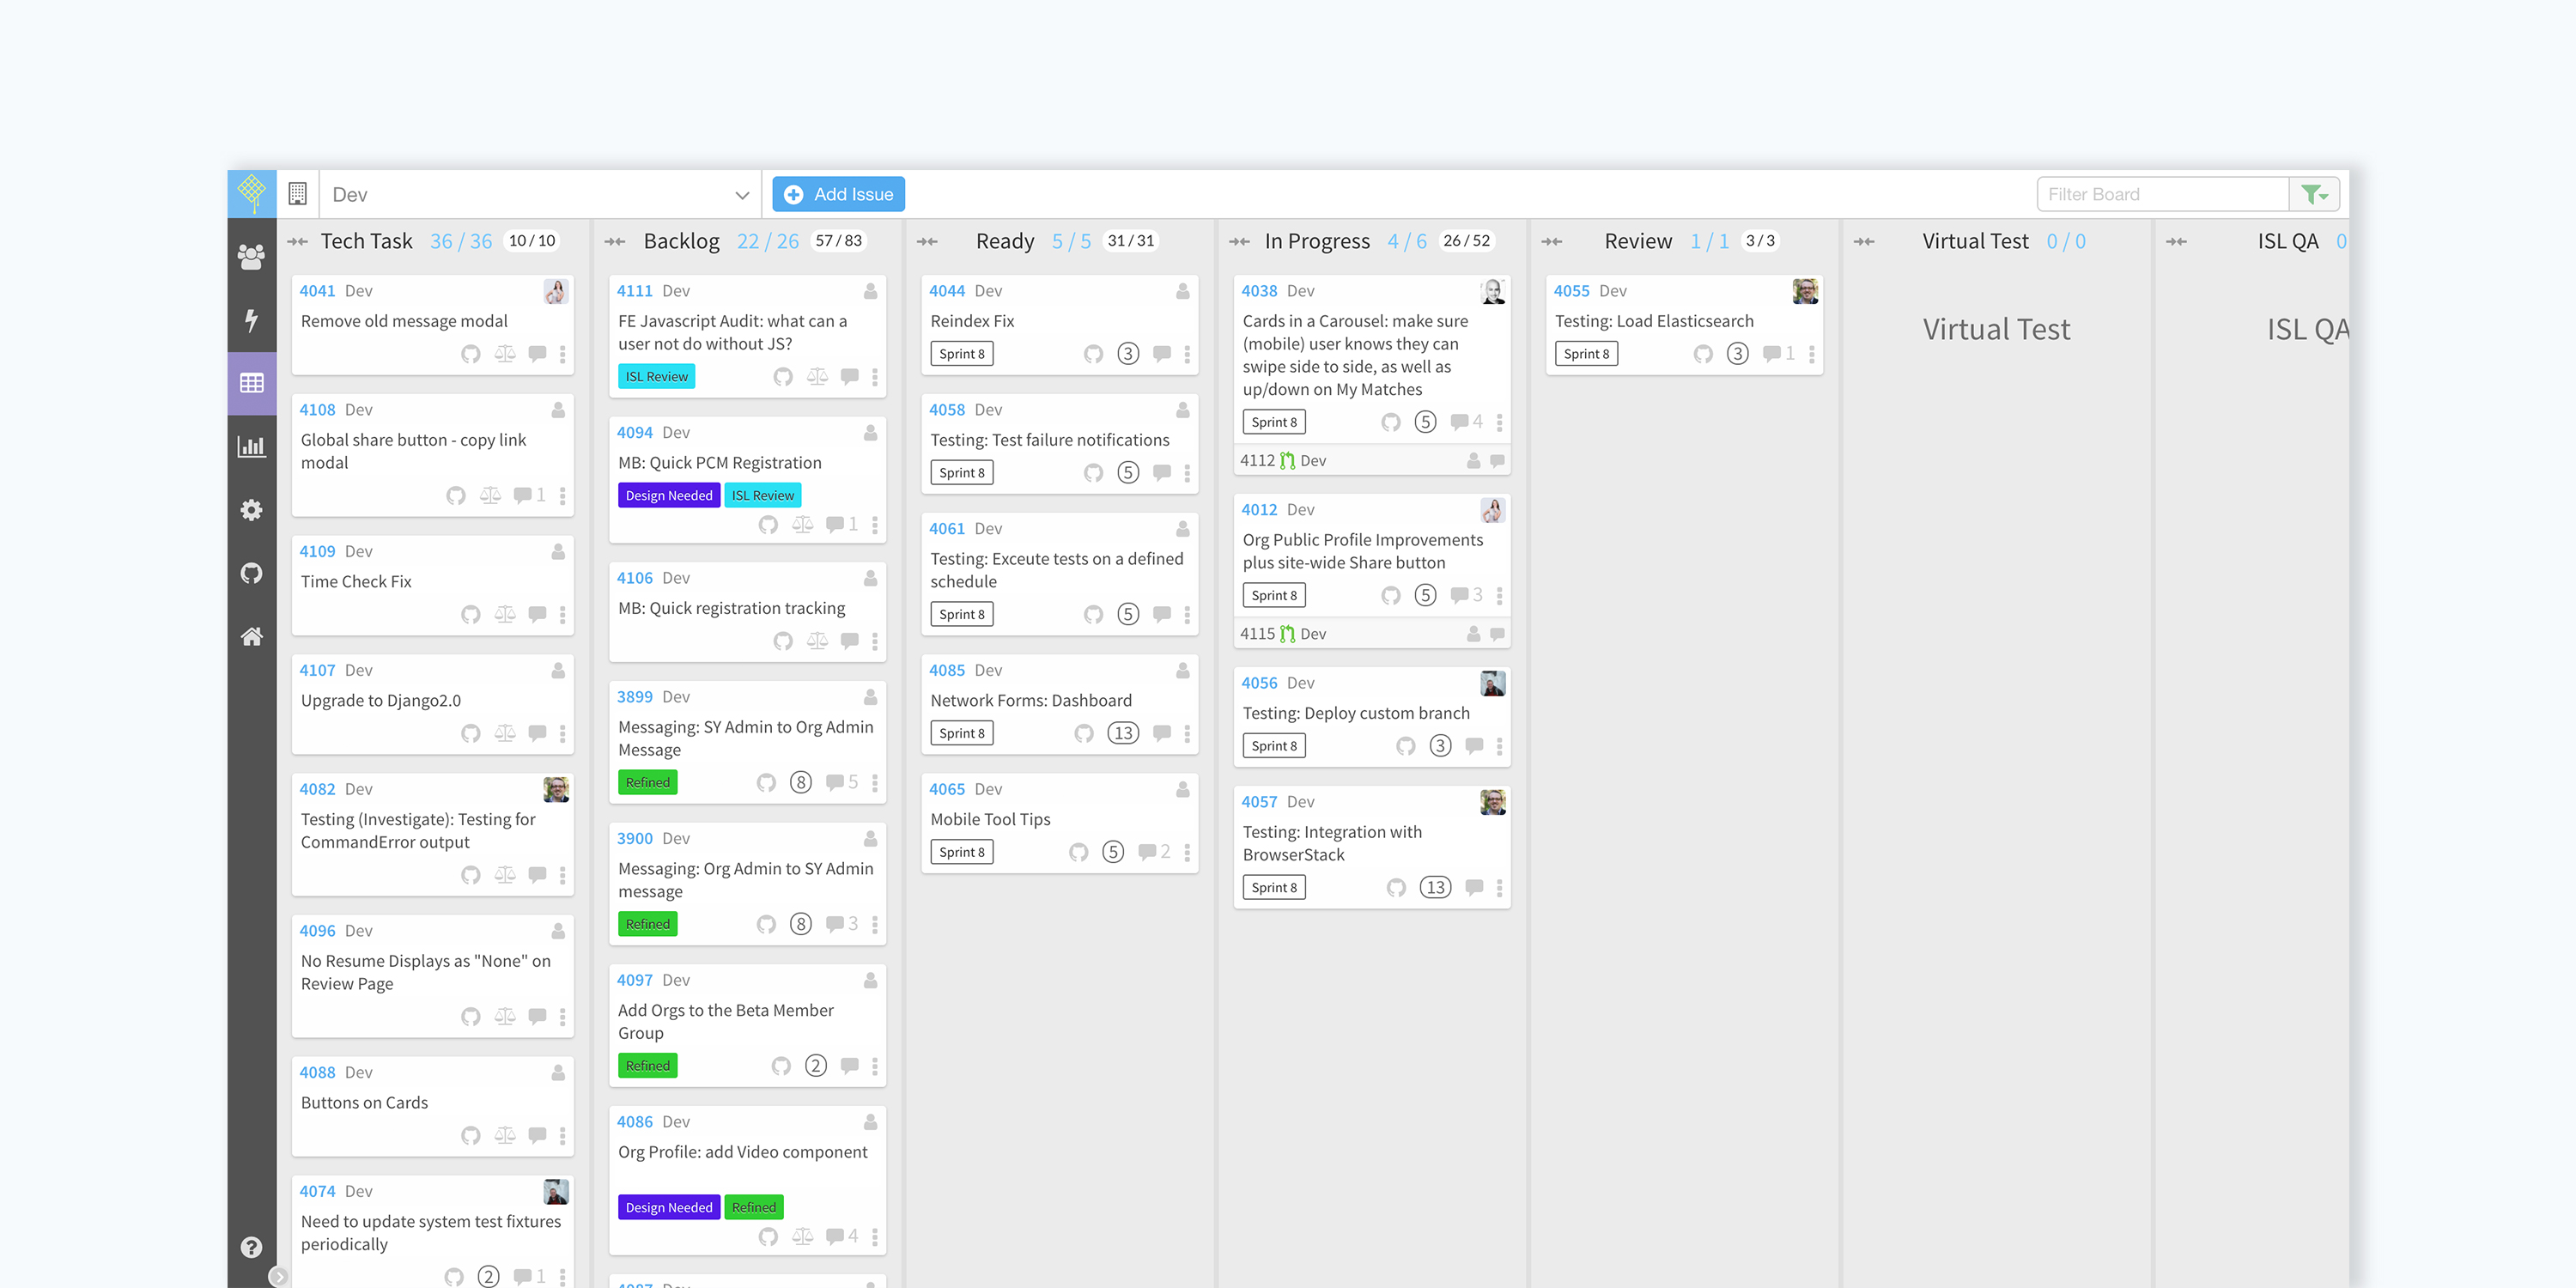 Dev
Add Issue
Filter Board
Tech Task 36 / 36 10 / 10
4041 Dev
Remove old message modal
4108 Dev
Global share button - copy link
modal
1
4109 Dev
Time Check Fix
4107 Dev
Upgrade to Django2.0
4082 Dev
Testing (Investigate): Testing for
CommandError output
4096 Dev
No Resume Displays as "None" on
Review Page
4088 Dev
Buttons on Cards
4074 Dev
Need to update system test fixtures
periodically
2 1
Backlog 22 / 26 57 / 83
4111 Dev
FE Javascript Audit: what can a
user not do without JS?
ISL Review
4094 Dev
MB: Quick PCM Registration
Design Needed ISL Review
1
4106 Dev
MB: Quick registration tracking
3899 Dev
Messaging: SY Admin to Org Admin
Message
Refined 8 5
3900 Dev
Messaging: Org Admin to SY Admin
message
Refined 8 3
4097 Dev
Add Orgs to the Beta Member
Group
Refined 2
4086 Dev
Org Profile: add Video component
Design Needed Refined
4
Ready 5 / 5 31 / 31
4044 Dev
Reindex Fix
Sprint 8 3
4058 Dev
Testing: Test failure notifications
Sprint 8 5
4061 Dev
Testing: Exceute tests on a defined
schedule
Sprint 8 5
4085 Dev
Network Forms: Dashboard
Sprint 8 13
4065 Dev
Mobile Tool Tips
Sprint 8 5 2
In Progress 4 / 6 26 / 52
4038 Dev
Cards in a Carousel: make sure
(mobile) user knows they can
swipe side to side, as well as
up/down on My Matches
Sprint 8 5 4
4112 Dev
4012 Dev
Org Public Profile Improvements
plus site-wide Share button
Sprint 8 5 3
4115 Dev
4056 Dev
Testing: Deploy custom branch
Sprint 8 3
4057 Dev
Testing: Integration with
BrowserStack
Sprint 8 13
Review 1 / 1 3 / 3
4055 Dev
Testing: Load Elasticsearch
Sprint 8 3 1
Virtual Test 0 / 0
Virtual Test
ISL QA 0
ISL QA